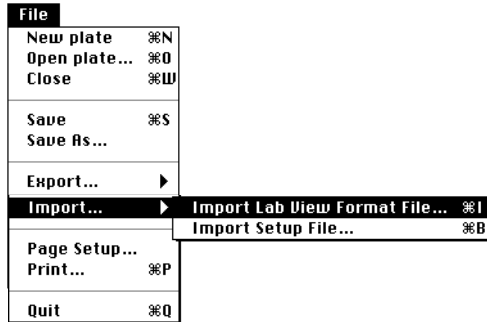 File
New plate ⌘N
Open plate... ⌘O
Close ⌘W
Save ⌘S
Save As...
Export...
Import...
Import Lab View Format File... ⌘I
Import Setup File... ⌘B
Page Setup...
Print... ⌘P
Quit ⌘Q